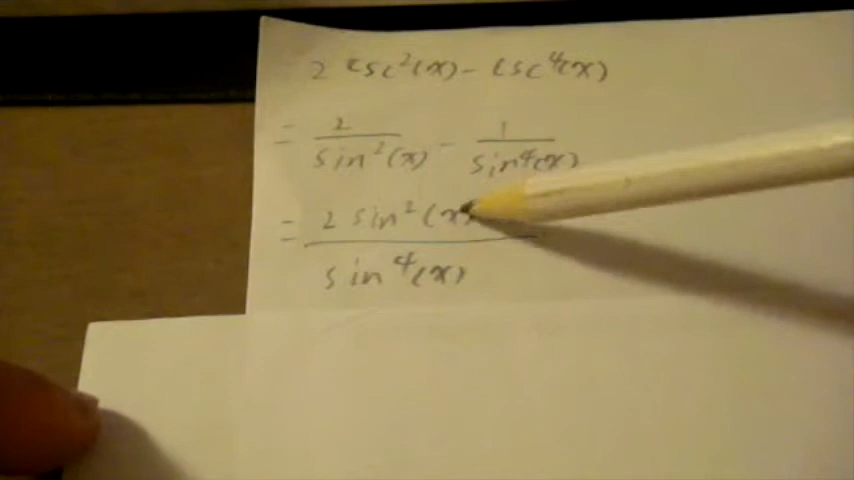 2 csc²(x) - csc⁴(x)
= 2/sin²(x) - 1/sin⁴(x)
= 2 sin²(x) / sin⁴(x)